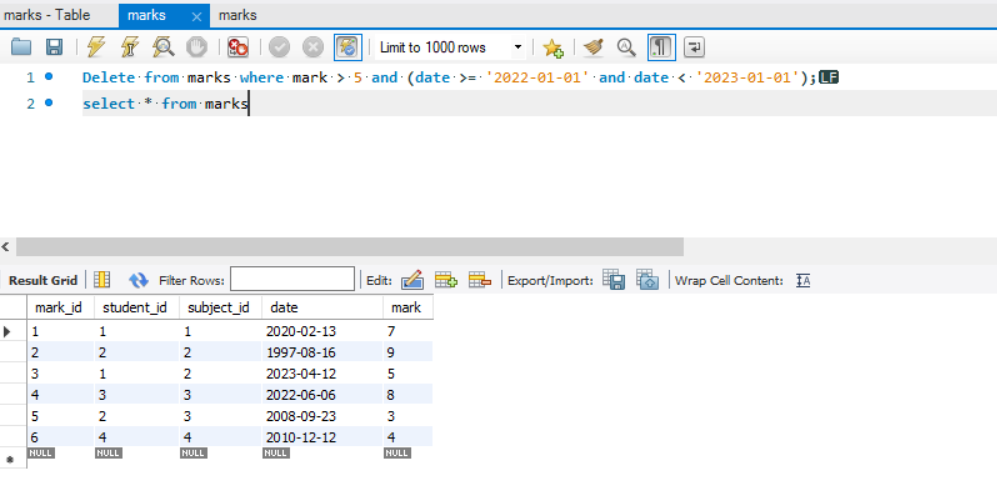 marks - Table marks × marks
Limit to 1000 rows
1 Delete from marks where mark > 5 and (date >= '2022-01-01' and date < '2023-01-01');LF
2 select * from marks
Result Grid Filter Rows: Edit: Export/Import: Wrap Cell Content: IA
mark_id student_id subject_id date mark
1 1 1 2020-02-13 7
2 2 2 1997-08-16 9
3 1 2 2023-04-12 5
4 3 3 2022-06-06 8
5 2 3 2008-09-23 3
6 4 4 2010-12-12 4
NULL NULL NULL NULL NULL